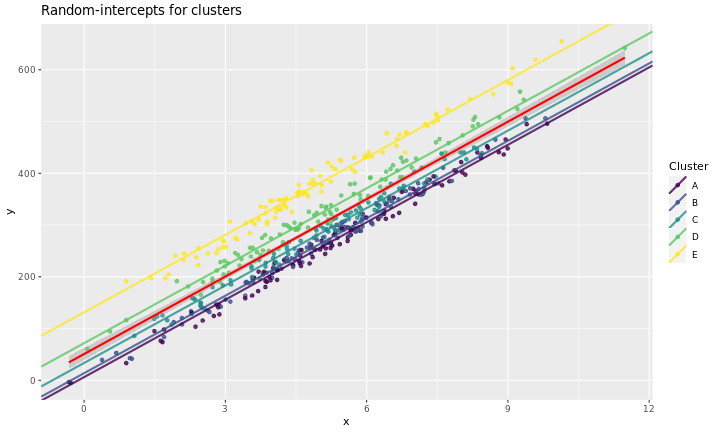 Random-intercepts for clusters
600
400
200
0
y
0
3
6
9
12
x
Cluster
A
B
C
D
E